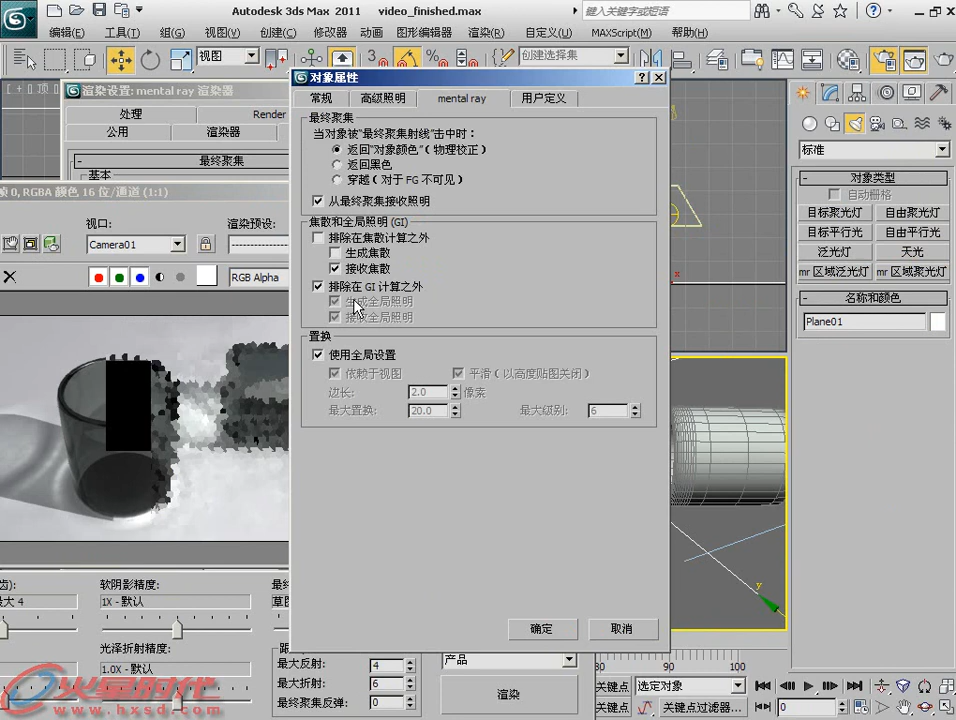 Autodesk 3ds Max 2011 video_finished.max
键入关键字或短语
编辑(E) 工具(T) 组(G) 视图(V) 创建(C) 修改器 动画 图形编辑器 渲染(R) 自定义(U) MAXScript(M) 帮助(H)
视图
创建选择集
[ + [] 顶
渲染设置: mental ray 渲染器
处理 Render
公用 渲染器
最终聚集
基本
帧 0, RGBA 颜色 16 位/通道 (1:1)
视口: 渲染预设:
Camera01
RGB Alpha
对象属性
常规 高级照明 mental ray 用户定义
最终聚集
当对象被“最终聚集射线”击中时：
返回“对象颜色”（物理校正）
返回黑色
穿越（对于 FG 不可见）
从最终聚集接收照明
焦散和全局照明 (GI)
排除在焦散计算之外
生成焦散
接收焦散
排除在 GI 计算之外
生成全局照明
接收全局照明
置换
使用全局设置
依赖于视图 平滑（以高度贴图关闭）
边长: 2.0 像素
最大置换: 20.0 最大级别: 6
确定 取消
标准
对象类型
自动栅格
目标聚光灯 自由聚光灯
目标平行光 自由平行光
泛光灯 天光
mr 区域泛光灯 mr 区域聚光灯
名称和颜色
Plane01
x
y
齿): 软阴影精度: 最终
最大 4 1X - 默认 草图
光泽折射精度:
1.0X - 默认
最大反射: 4
最大折射: 6
最终聚集反弹: 0
产品
渲染
80 90 100
关键点 选定对象
关键点 关键点过滤器...
0
火星时代
www.hxsd.com